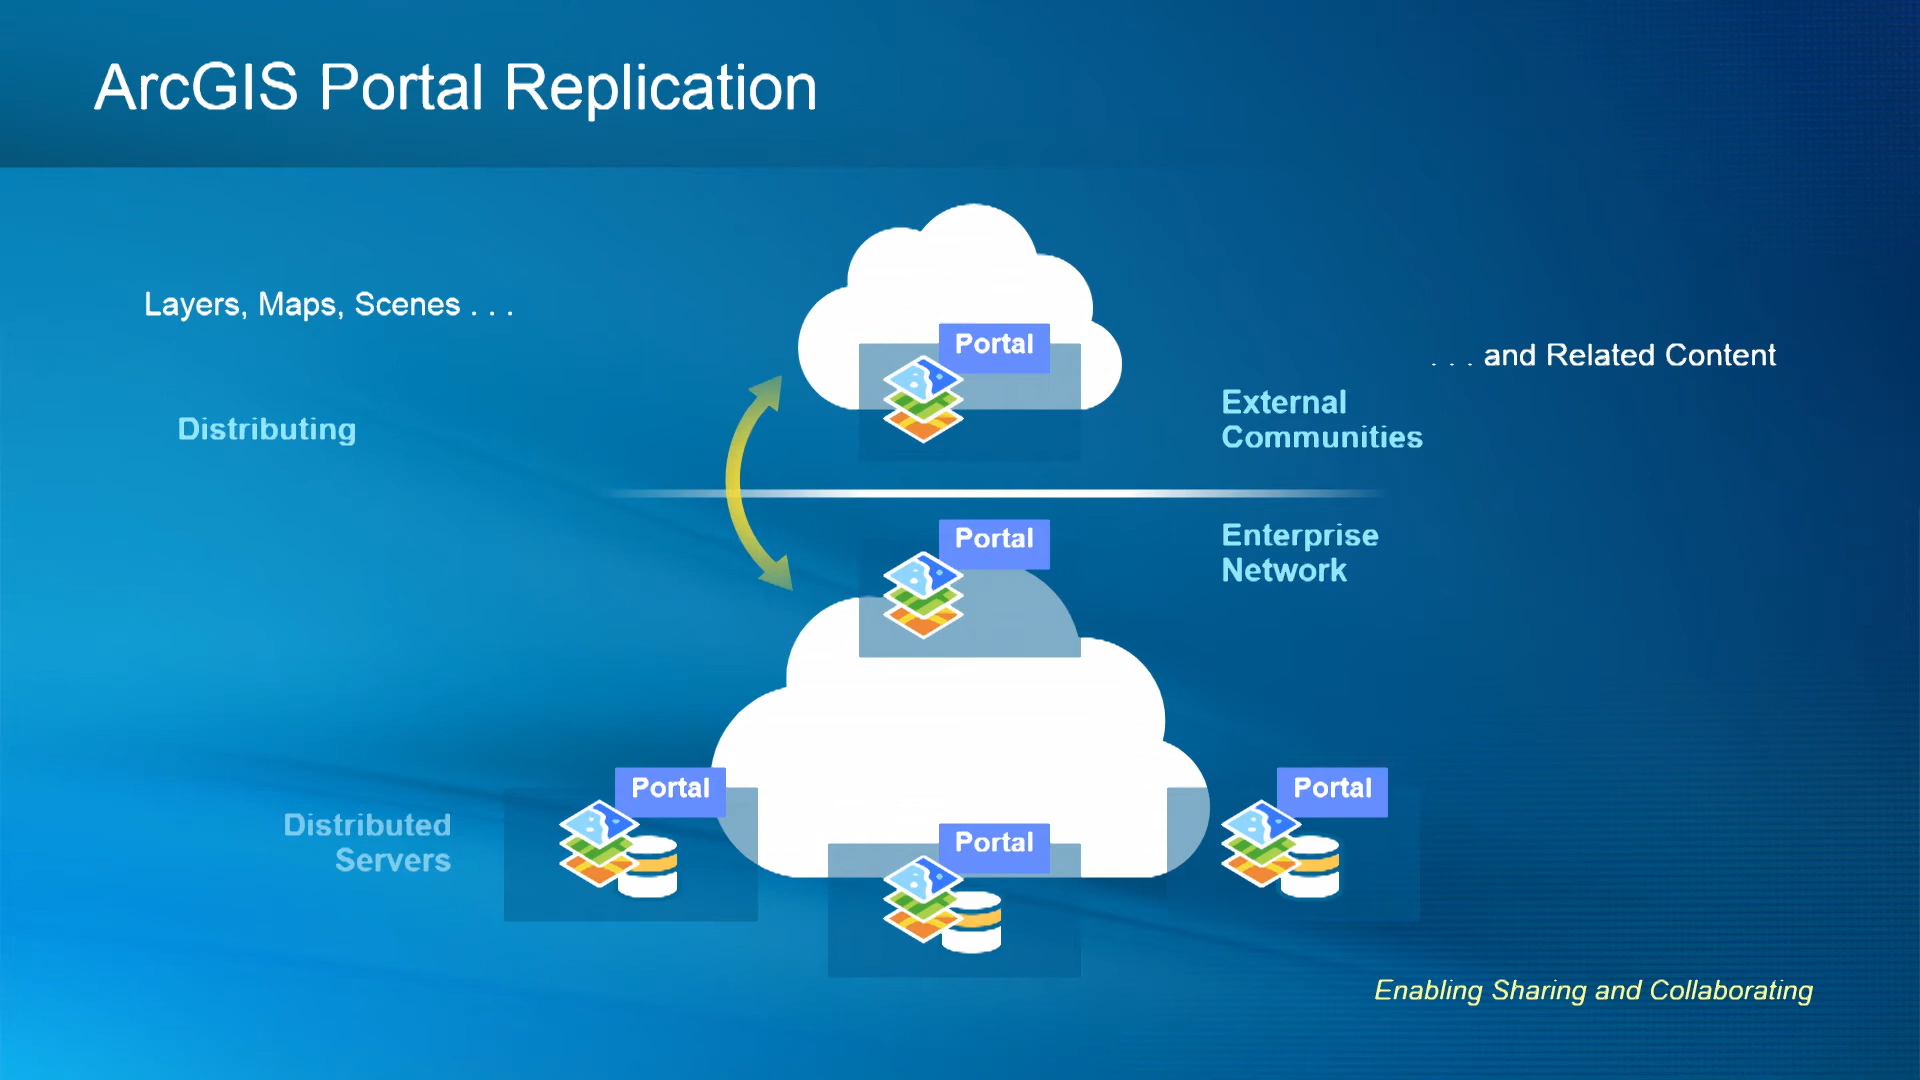 ArcGIS Portal Replication
Layers, Maps, Scenes . . .
Portal
. . . and Related Content
External
Communities
Distributing
Portal
Enterprise
Network
Portal
Portal
Distributed
Servers
Portal
Enabling Sharing and Collaborating